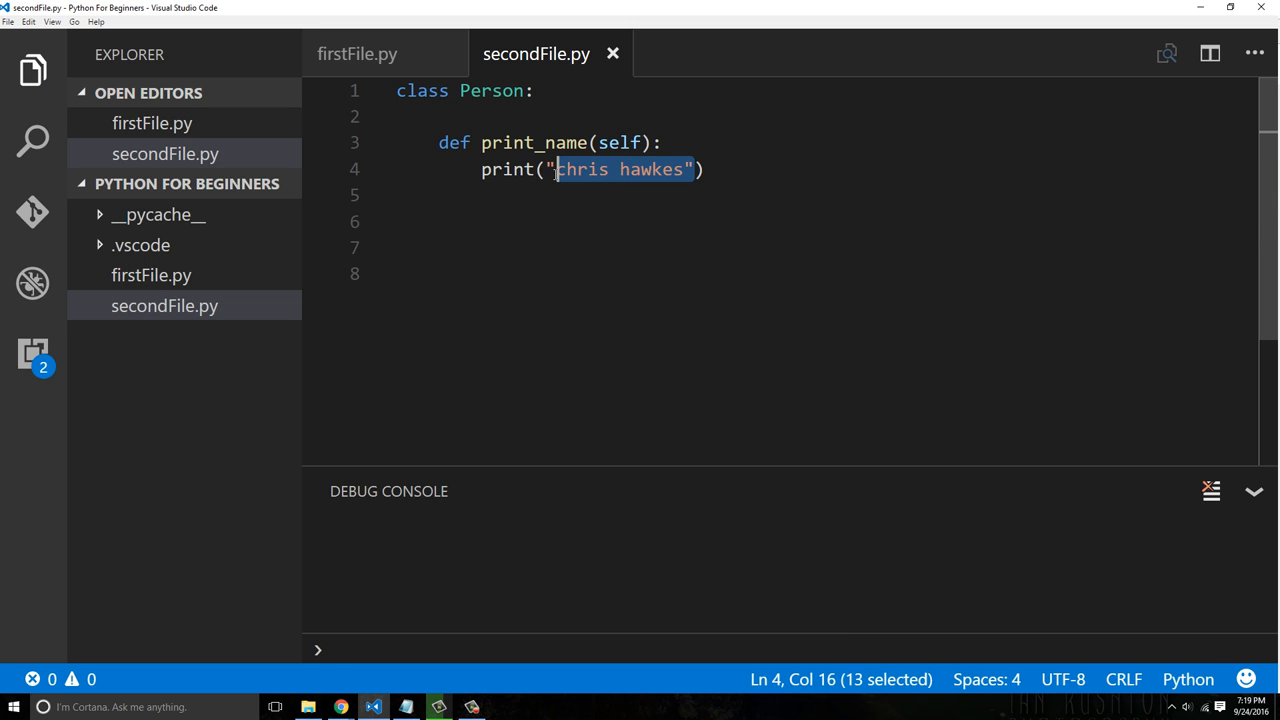 secondFile.py - Python For Beginners - Visual Studio Code
File Edit View Go Help
EXPLORER
OPEN EDITORS
firstFile.py
secondFile.py
PYTHON FOR BEGINNERS
__pycache__
.vscode
firstFile.py
secondFile.py
2
firstFile.py
secondFile.py
1 class Person:
2
3 def print_name(self):
4 print("chris hawkes")
5
6
7
8
DEBUG CONSOLE
0 0
Ln 4, Col 16 (13 selected) Spaces: 4 UTF-8 CRLF Python
I'm Cortana. Ask me anything.
7:19 PM
9/24/2016